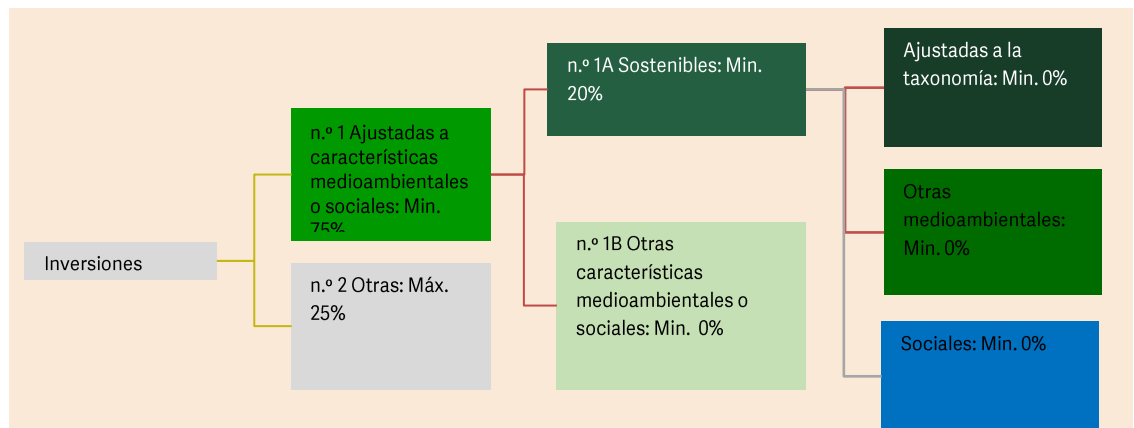 Inversiones
n.º 1 Ajustadas a
características
medioambientales
o sociales: Min.
75%
n.º 2 Otras: Máx.
25%
n.º 1A Sostenibles: Min.
20%
n.º 1B Otras
características
medioambientales o
sociales: Min. 0%
Ajustadas a la
taxonomía: Min. 0%
Otras
medioambientales:
Min. 0%
Sociales: Min. 0%